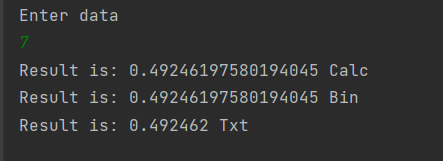 Enter data
7
Result is: 0.49246197580194045 Calc
Result is: 0.49246197580194045 Bin
Result is: 0.492462 Txt